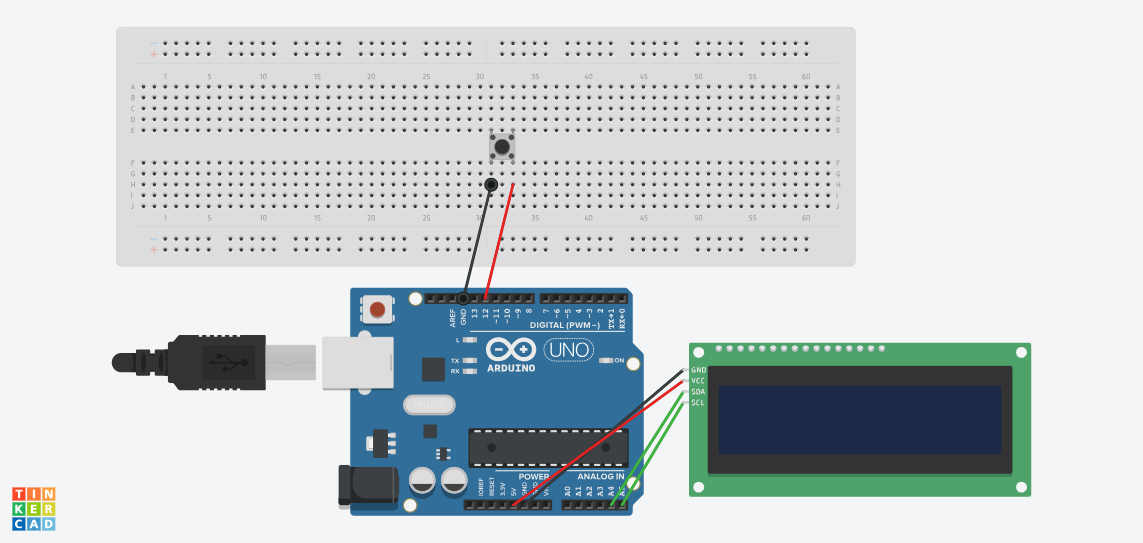 1 5 10 15 20 25 30 35 40 45 50 55 60
A A
B B
C C
D D
E E
F F
G G
H H
I I
J J
1 5 10 15 20 25 30 35 40 45 50 55 60
AREF GND 13 12 ~11 ~10 ~9 8 7 ~6 ~5 4 ~3 2 TX→1 RX←0
DIGITAL (PWM~)
L
TX
RX
UNO
ON
ARDUINO
GND
VCC
SDA
SCL
POWER
ANALOG IN
IOREF RESET 3.3V 5V GND A0 A1 A2 A3 A4
TIN
KER
CAD